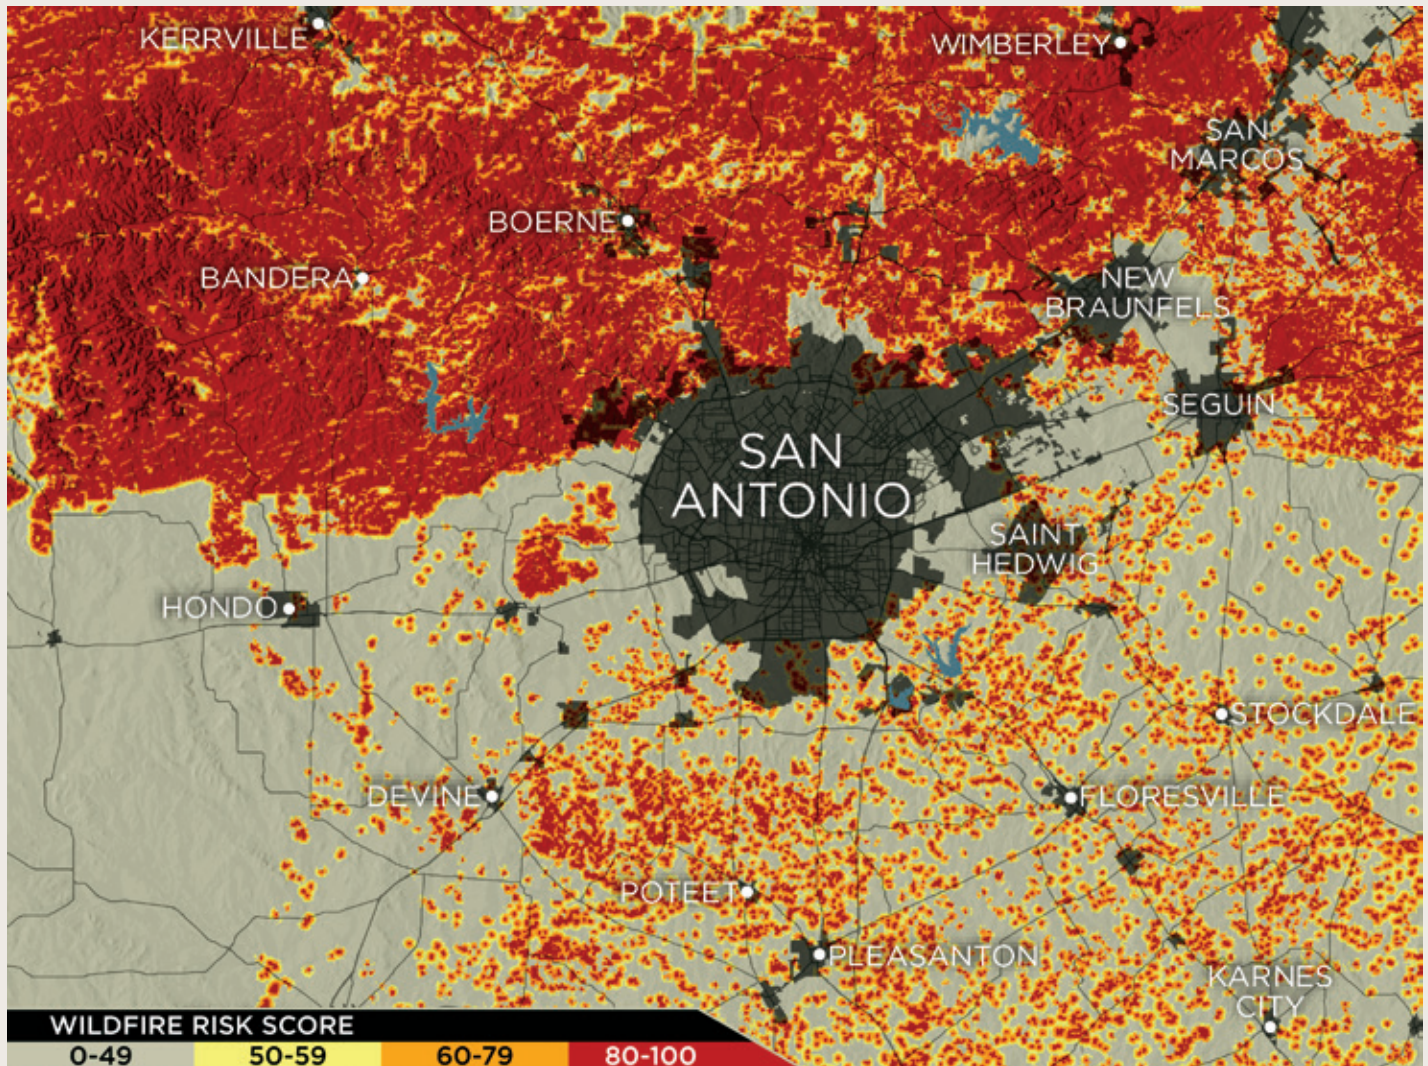 KERRVILLE
WIMBERLEY
SAN
MARCOS
BOERNE
BANDERA
NEW
BRAUNFELS
SEGUIN
SAN
ANTONIO
SAINT
HEDWIG
HONDO
STOCKDALE
DEVINE
FLORESVILLE
POTEET
PLEASANTON
KARNES
CITY
WILDFIRE RISK SCORE
0-49 50-59 60-79 80-100